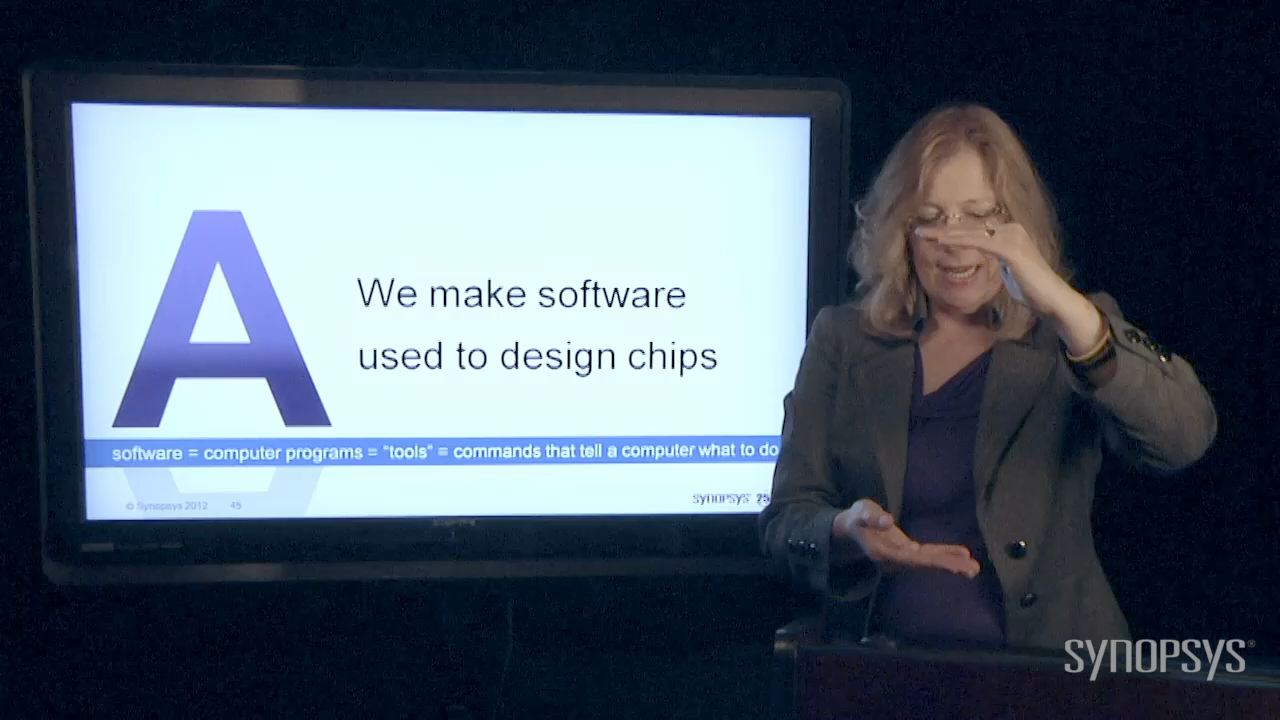 A
We make software
used to design chips
software = computer programs = "tools" = commands that tell a computer what to do
© Synopsys 2012 45
SYNOPSYS 25
SYNOPSYS®